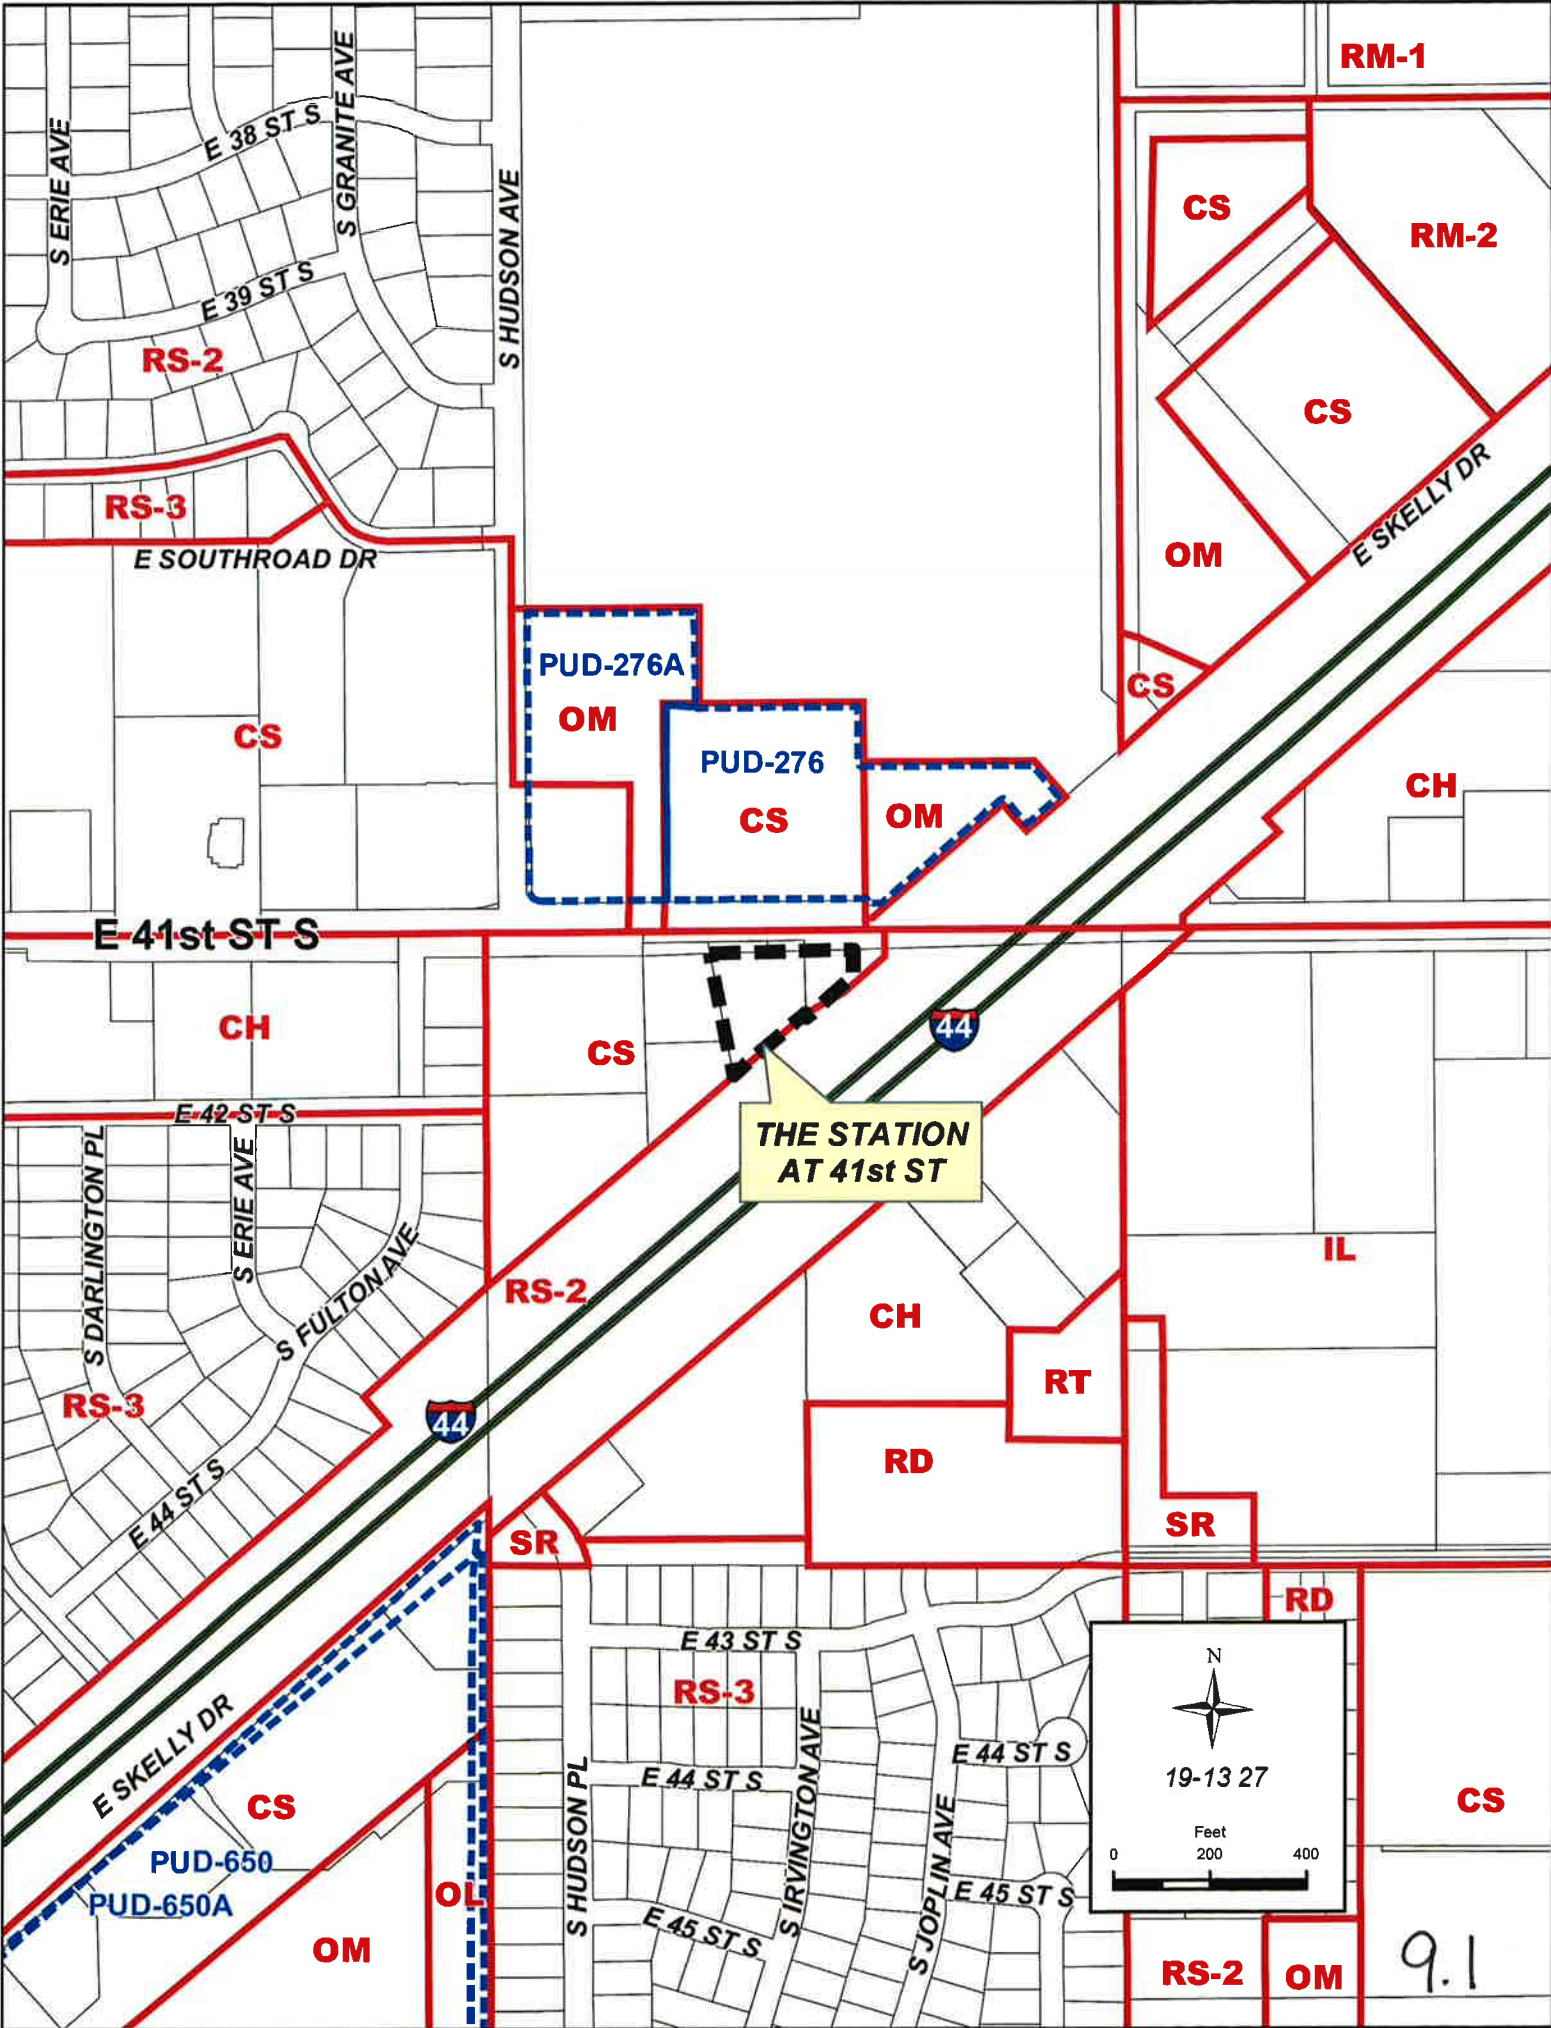 RM-1
S GRANITE AVE
E 38 ST S
S ERIE AVE
S HUDSON AVE
CS
RM-2
E 39 ST S
RS-2
CS
E SKELLY DR
RS-3
E SOUTHROAD DR
OM
PUD-276A
OM
CS
CS
PUD-276
CS
OM
CH
E 41st ST S
CH
CS
44
THE STATION
AT 41st ST
E 42 ST S
S DARLINGTON PL
S ERIE AVE
S FULTON AVE
IL
RS-2
CH
RT
RS-3
44
RD
E 44 ST S
SR
SR
RD
E 43 ST S
RS-3
N
E SKELLY DR
E 44 ST S
E 44 ST S
19-13 27
CS
CS
Feet
0 200 400
PUD-650
PUD-650A
OL
S HUDSON PL
S IRVINGTON AVE
S JOPLIN AVE
E 45 ST S
E 45 ST S
OM
RS-2
OM
9.1